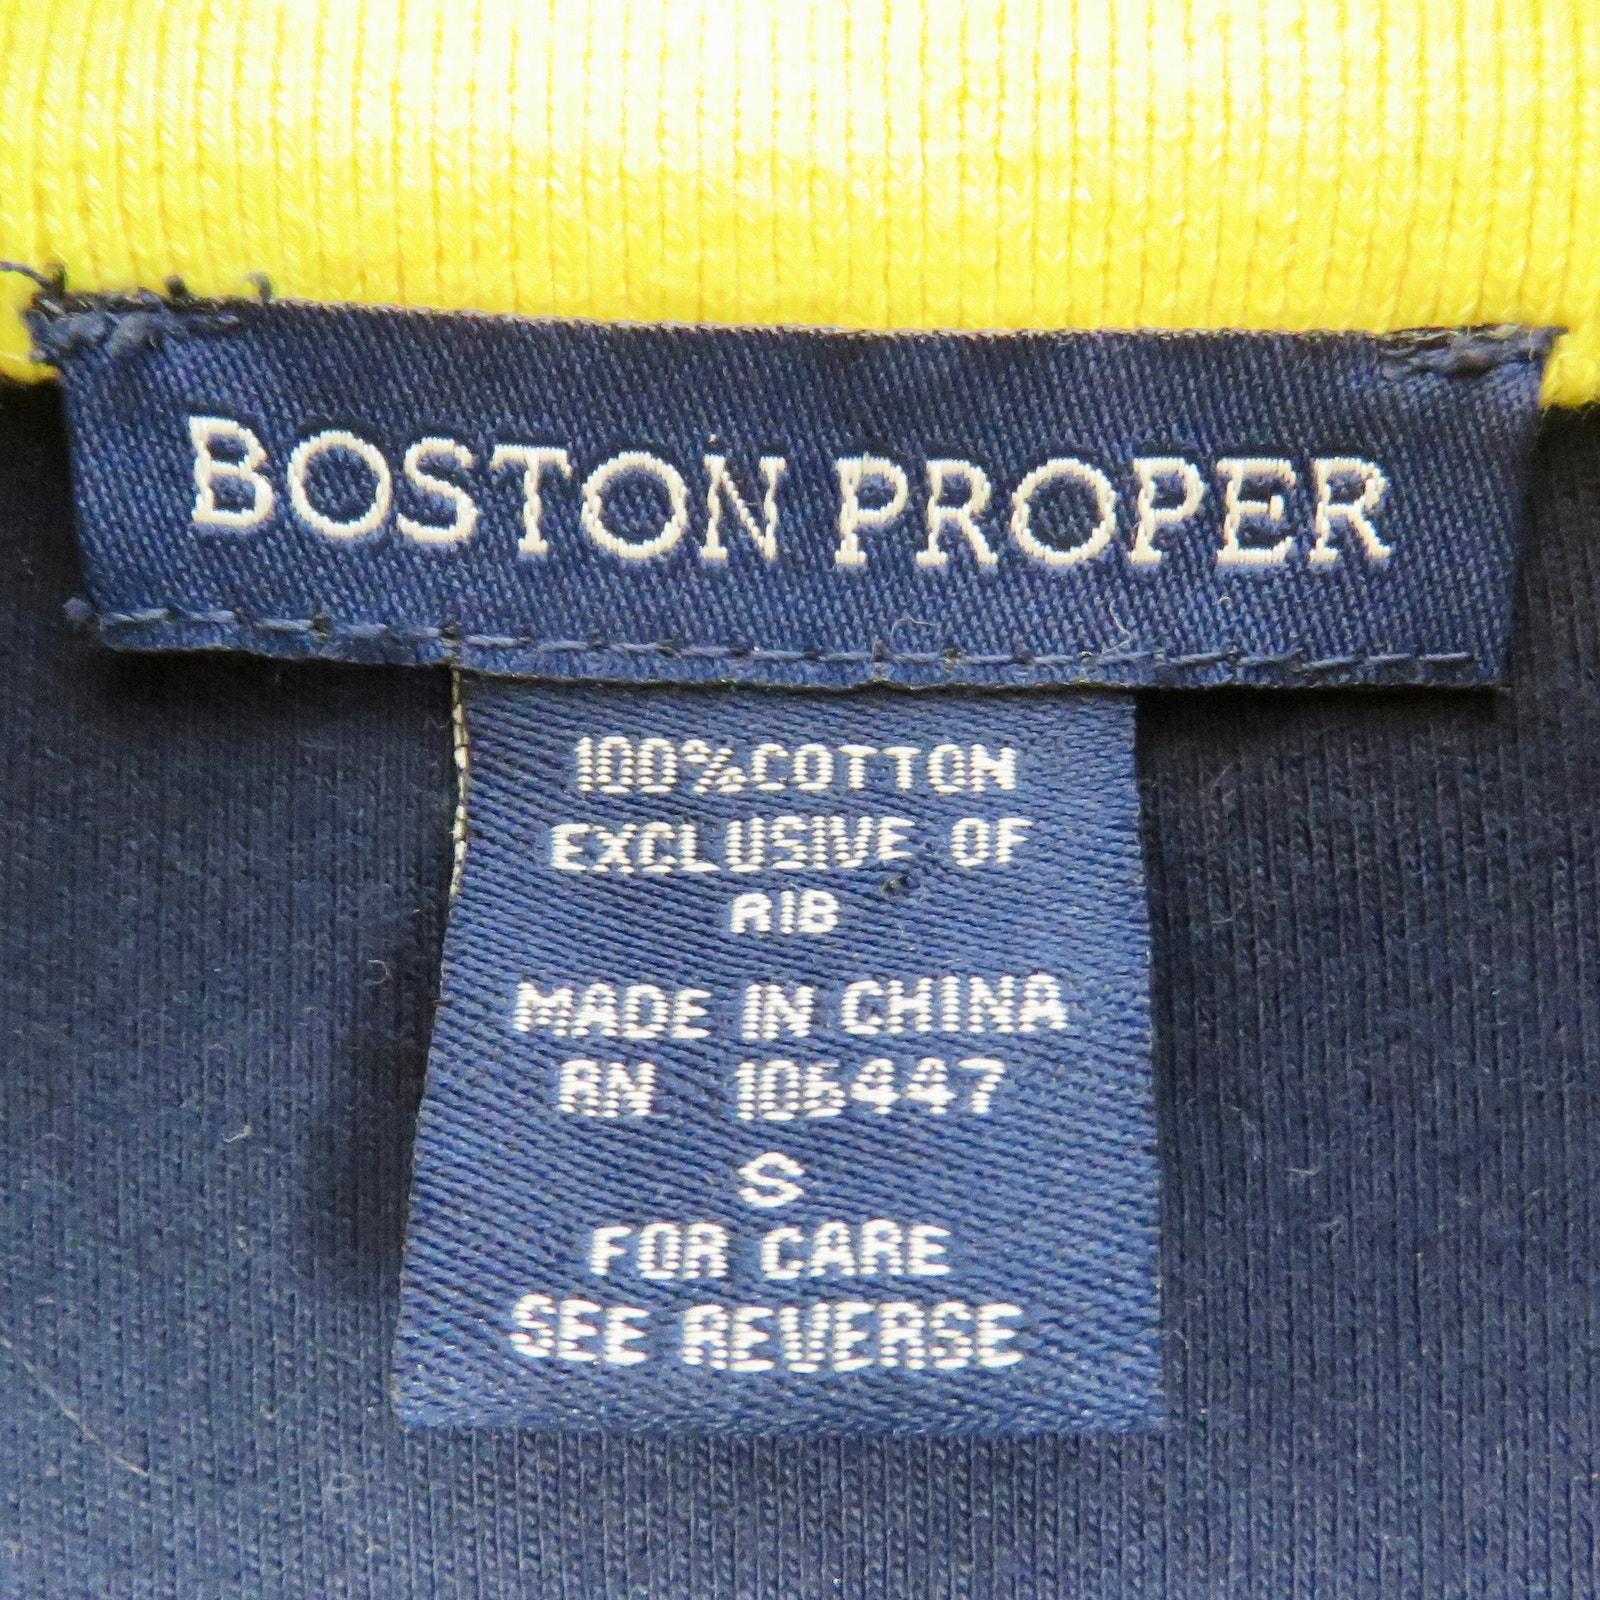 BOSTON PROPER
100% COTTON
EXCLUSIVE OF
RIB
MADE IN CHINA
RN 106447
S
FOR CARE
SEE REVERSE